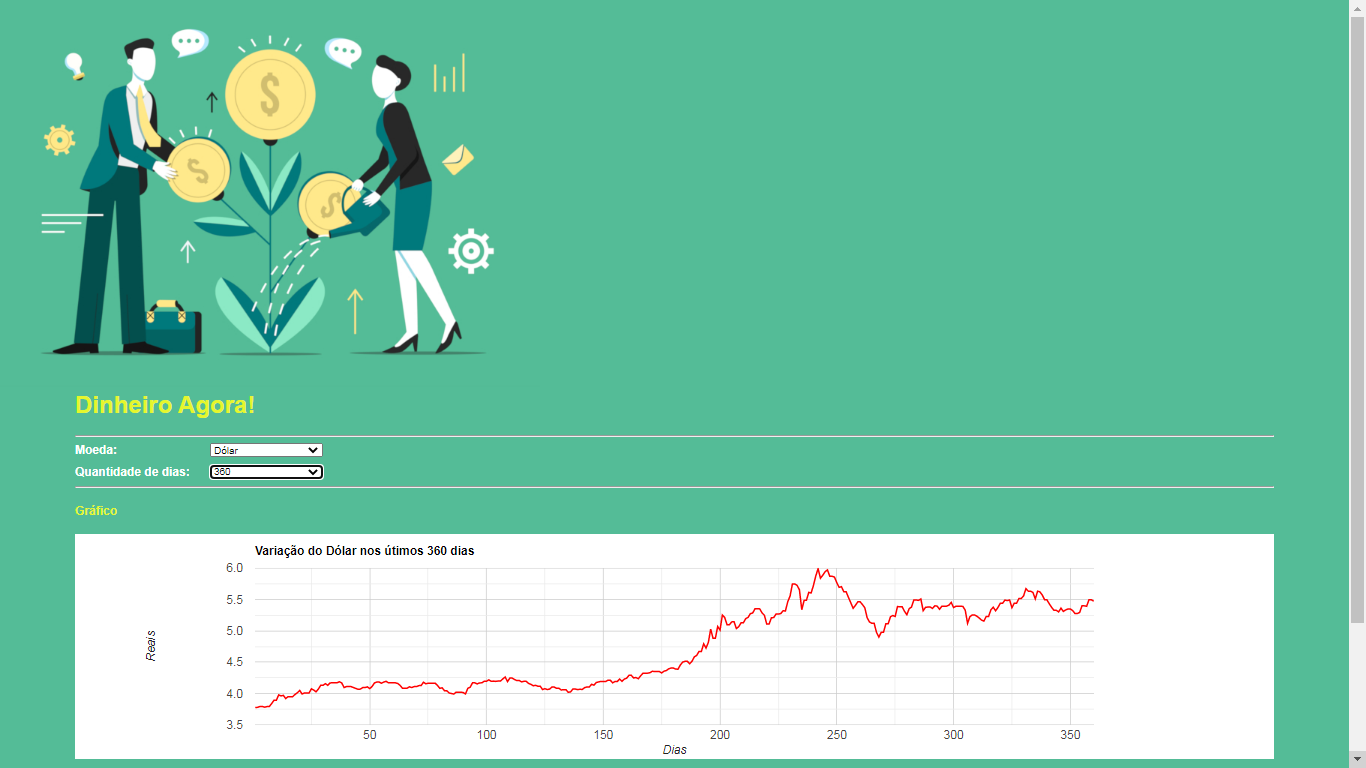 $
$
$
$
Dinheiro Agora!
Moeda: Dólar
Quantidade de dias: 360
Gráfico
Variação do Dólar nos útimos 360 dias
6.0
5.5
5.0
4.5
4.0
3.5
Reais
50 100 150 200 250 300 350
Dias